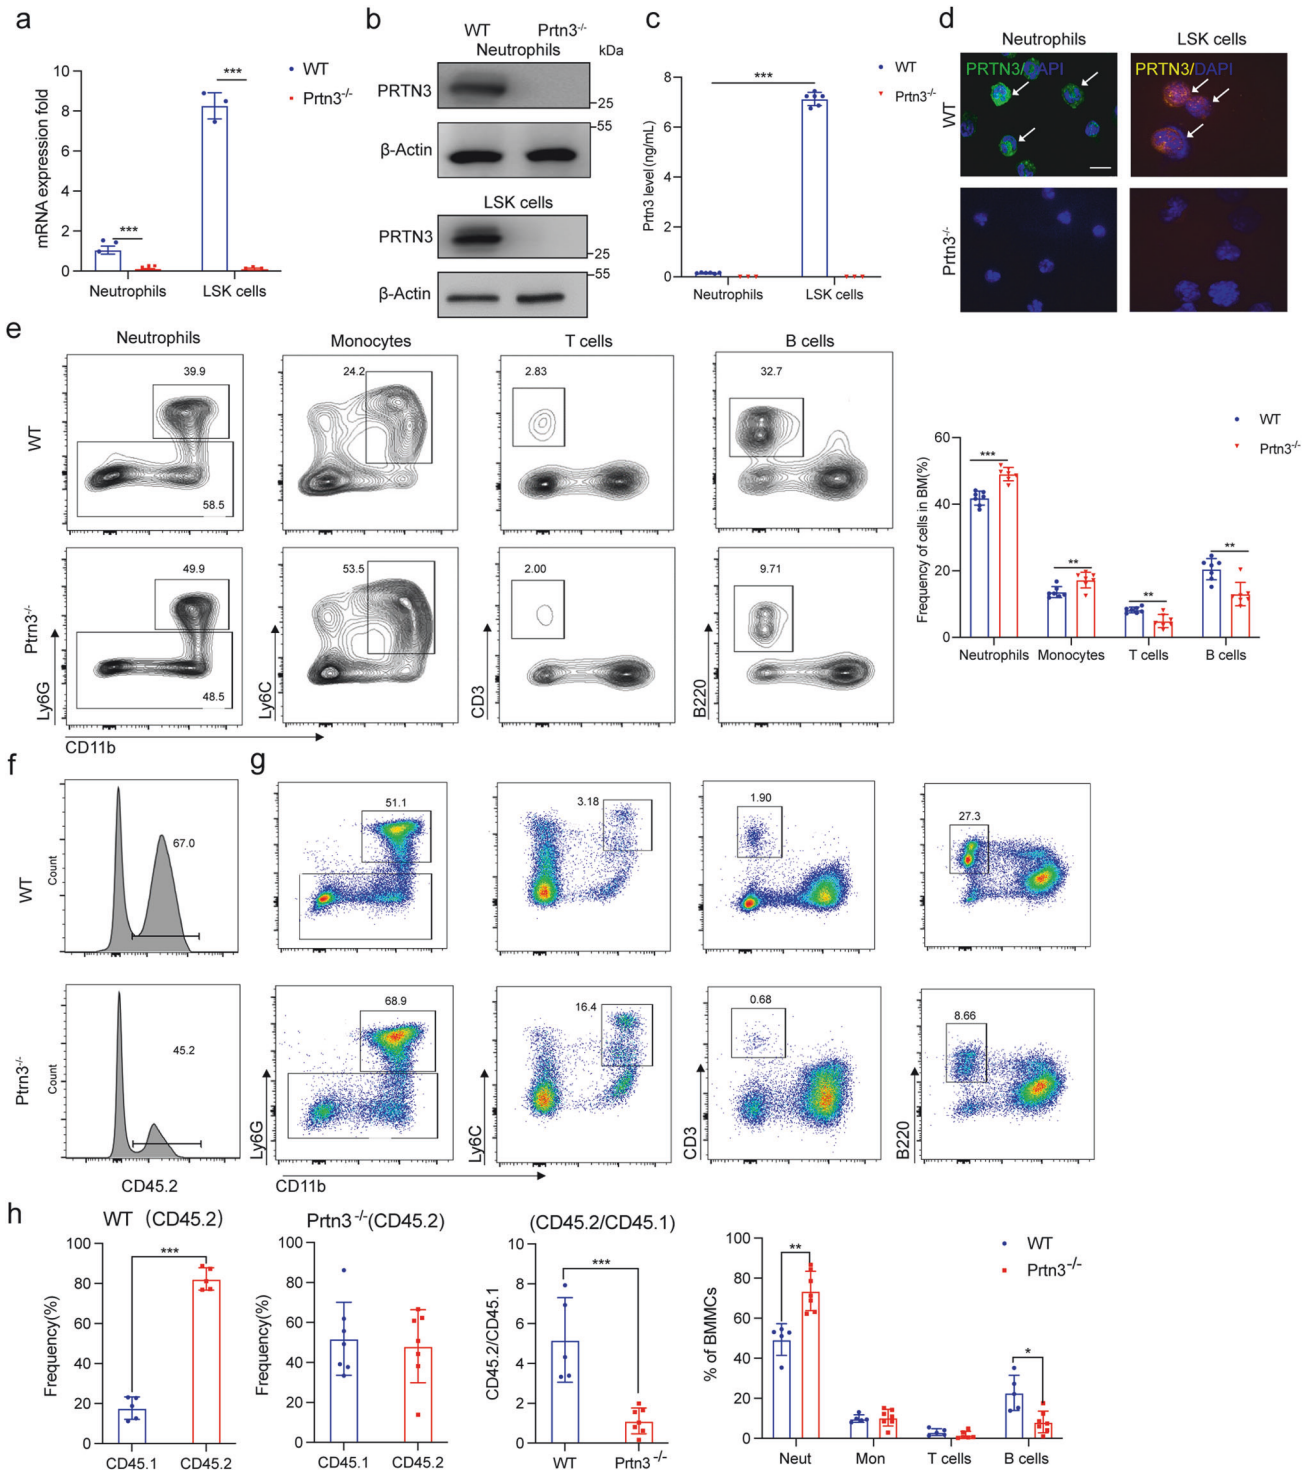 a
mRNA expression fold
10
8
6
4
2
0
Neutrophils
LSK cells
***
***
WT
Prtn3-/-
b
WT
Prtn3-/-
Neutrophils
kDa
PRTN3
25
55
β-Actin
LSK cells
PRTN3
25
55
β-Actin
c
Prtn3 level (ng/mL)
8
6
4
2
0
***
Neutrophils
LSK cells
WT
Prtn3-/-
d
Neutrophils
LSK cells
PRTN3/DAPI
PRTN3/DAPI
WT
Prtn3-/-
e
Neutrophils
Monocytes
T cells
B cells
WT
39.9
58.5
24.2
2.83
32.7
Ptrn3-/-
49.9
48.5
53.5
2.00
9.71
Ly6G
Ly6C
CD3
B220
CD11b
Frequency of cells in BM(%)
60
40
20
0
***
**
**
**
Neutrophils
Monocytes
T cells
B cells
WT
Prtn3-/-
f
WT
Count
67.0
Ptrn3-/-
Count
45.2
CD45.2
g
51.1
3.18
1.90
27.3
68.9
16.4
0.68
8.66
Ly6G
Ly6C
CD3
B220
CD11b
h
WT (CD45.2)
Frequency(%)
100
80
60
40
20
0
***
CD45.1
CD45.2
Prtn3-/-(CD45.2)
Frequency(%)
100
80
60
40
20
0
CD45.1
CD45.2
(CD45.2/CD45.1)
CD45.2/CD45.1
10
8
6
4
2
0
***
WT
Prtn3-/-
% of BMMCs
100
80
60
40
20
0
**
*
Neut
Mon
T cells
B cells
WT
Prtn3-/-